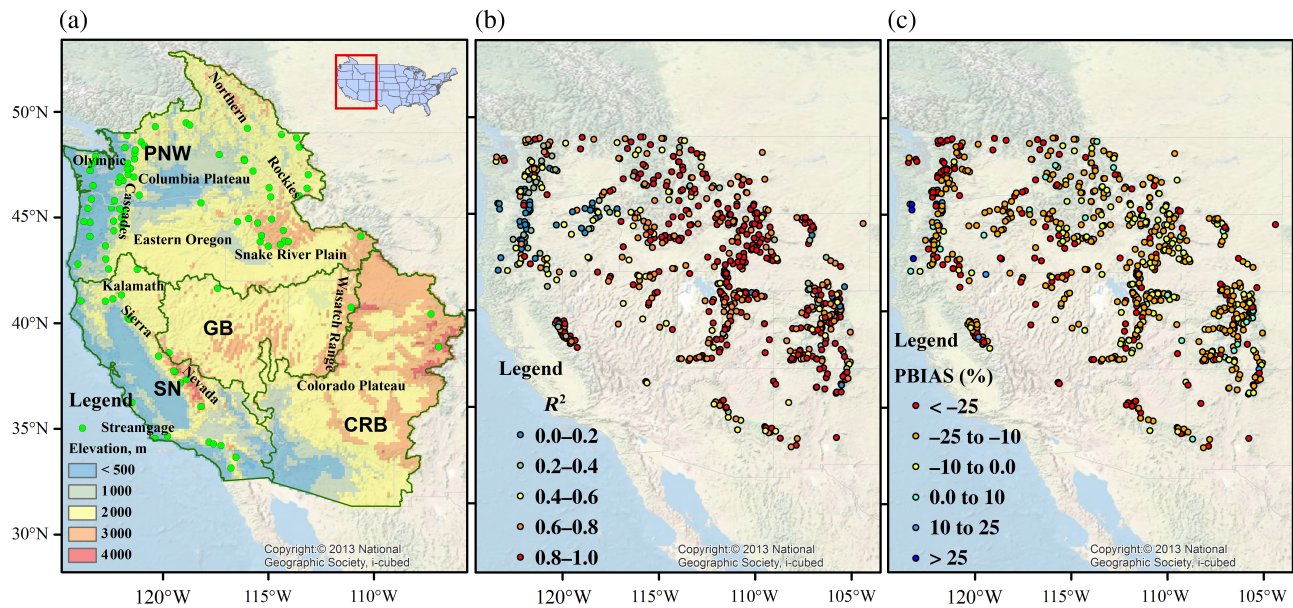 (a)
50°N
45°N
40°N
35°N
30°N
120°W
115°W
110°W
Northern
Rockies
Olympic
PNW
Columbia Plateau
Cascades
Eastern Oregon
Snake River Plain
Kalamath
Sierra
Nevada
GB
Wasatch Range
SN
Colorado Plateau
CRB
Legend
Streamgage
Elevation, m
< 500
1000
2000
3000
4000
Copyright:© 2013 National
Geographic Society, i-cubed
(b)
Legend
R²
0.0–0.2
0.2–0.4
0.4–0.6
0.6–0.8
0.8–1.0
Copyright:© 2013 National
Geographic Society, i-cubed
120°W
115°W
110°W
105°W
(c)
Legend
PBIAS (%)
< –25
–25 to –10
–10 to 0.0
0.0 to 10
10 to 25
> 25
Copyright:© 2013 National
Geographic Society, i-cubed
120°W
115°W
110°W
105°W